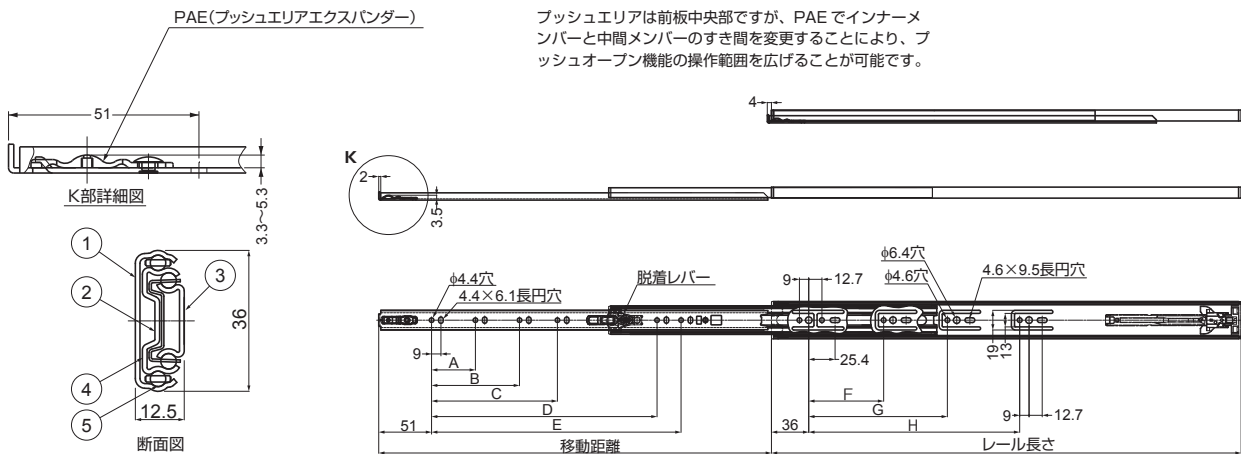 PAE(プッシュエリアエクスパンダー)
プッシュエリアは前板中央部ですが、PAEでインナーメ
ンバーと中間メンバーのすき間を変更することにより、プ
ッシュオープン機能の操作範囲を広げることが可能です。
51
3.3〜5.3
K部詳細図
4
K
2
3.5
1
2
3
4
5
36
12.5
断面図
φ4.4穴
4.4×6.1長円穴
脱着レバー
φ6.4穴
9
12.7
φ4.6穴
4.6×9.5長円穴
9
A
B
C
D
E
51
移動距離
25.4
19
13
F
G
H
9
12.7
36
レール長さ